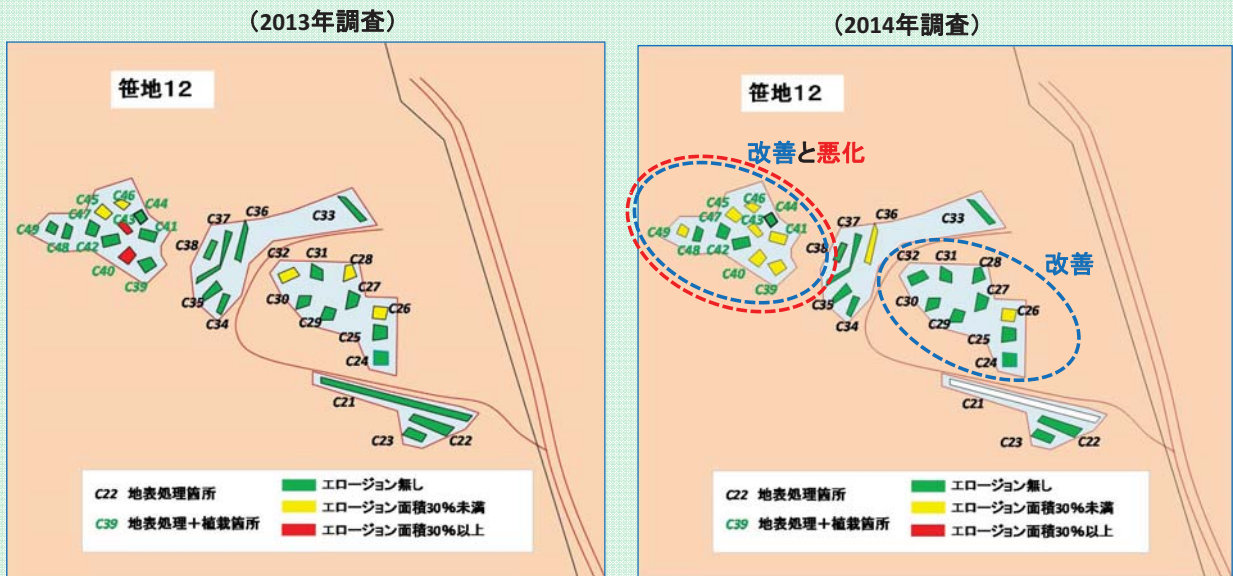 （2013年調査）
笹地12
C45
C46
C44
C47
C43
C41
C49
C48
C42
C40
C39
C37
C36
C33
C38
C35
C34
C32
C31
C28
C27
C30
C29
C26
C25
C24
C21
C23
C22
C22 地表処理箇所
C39 地表処理＋植栽箇所
エロージョン無し
エロージョン面積30％未満
エロージョン面積30％以上
（2014年調査）
笹地12
改善と悪化
C45
C46
C44
C47
C43
C41
C49
C48
C42
C40
C39
C37
C36
C33
C38
C35
C34
改善
C32
C31
C28
C27
C30
C29
C26
C25
C24
C21
C23
C22
C22 地表処理箇所
C39 地表処理＋植栽箇所
エロージョン無し
エロージョン面積30％未満
エロージョン面積30％以上